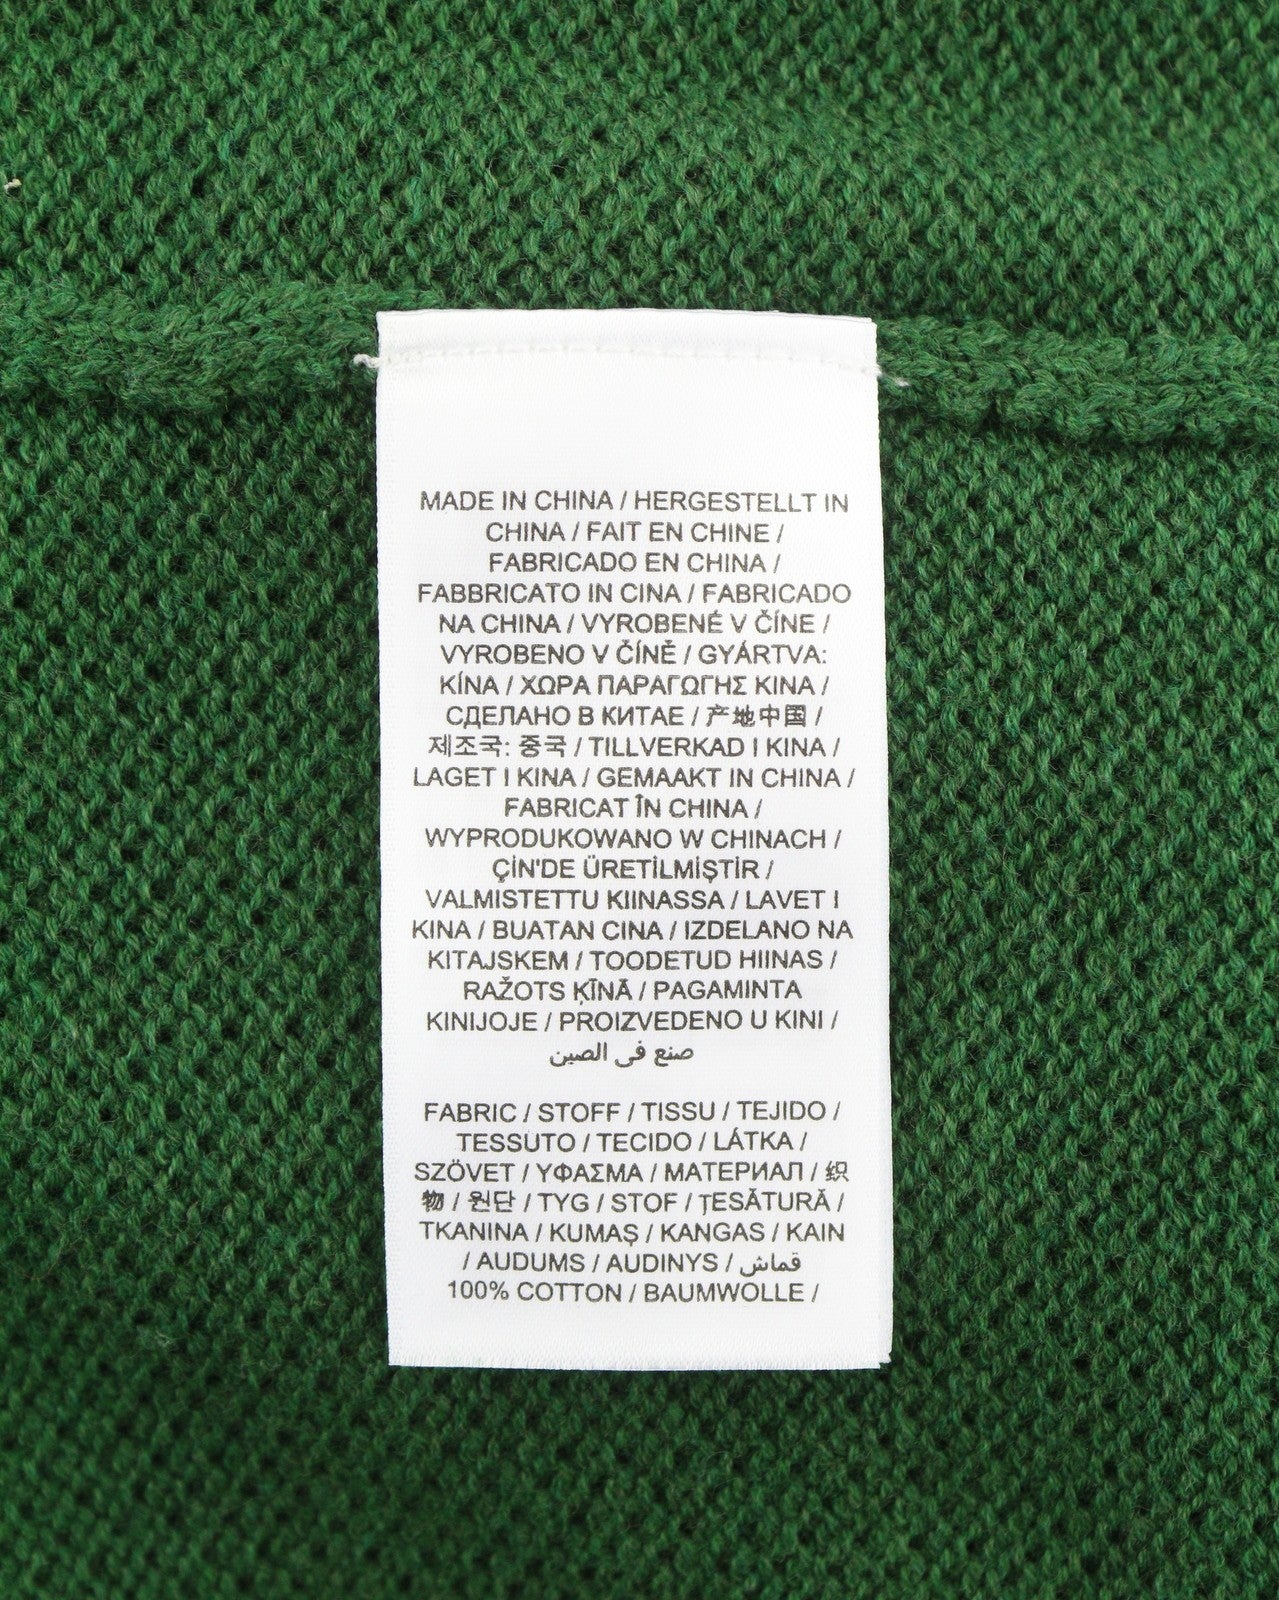 MADE IN CHINA / HERGESTELLT IN
CHINA / FAIT EN CHINE /
FABRICADO EN CHINA /
FABBRICATO IN CINA / FABRICADO
NA CHINA / VYROBENÉ V ČÍNE /
VYROBENO V ČÍNĚ / GYÁRTVA:
KÍNA / ΧΩΡΑ ΠΑΡΑΓΩΓΗΣ ΚΙΝΑ /
СДЕЛАНО В КИТАЕ / 产地中国 /
제조국: 중국 / TILLVERKAD I KINA /
LAGET I KINA / GEMAAKT IN CHINA /
FABRICAT ÎN CHINA /
WYPRODUKOWANO W CHINACH /
ÇİN'DE ÜRETİLMİŞTİR /
VALMISTETTU KIINASSA / LAVET I
KINA / BUATAN CINA / IZDELANO NA
KITAJSKEM / TOODETUD HIINAS /
RAŽOTS ĶĪNĀ / PAGAMINTA
KINIJOJE / PROIZVEDENO U KINI /
صنع في الصين
FABRIC / STOFF / TISSU / TEJIDO /
TESSUTO / TECIDO / LÁTKA /
SZÖVET / ΥΦΑΣΜΑ / МАТЕРИАЛ / 织
物 / 원단 / TYG / STOF / ȚESĂTURĂ /
TKANINA / KUMAŞ / KANGAS / KAIN
/ AUDUMS / AUDINYS / قماش
100% COTTON / BAUMWOLLE /